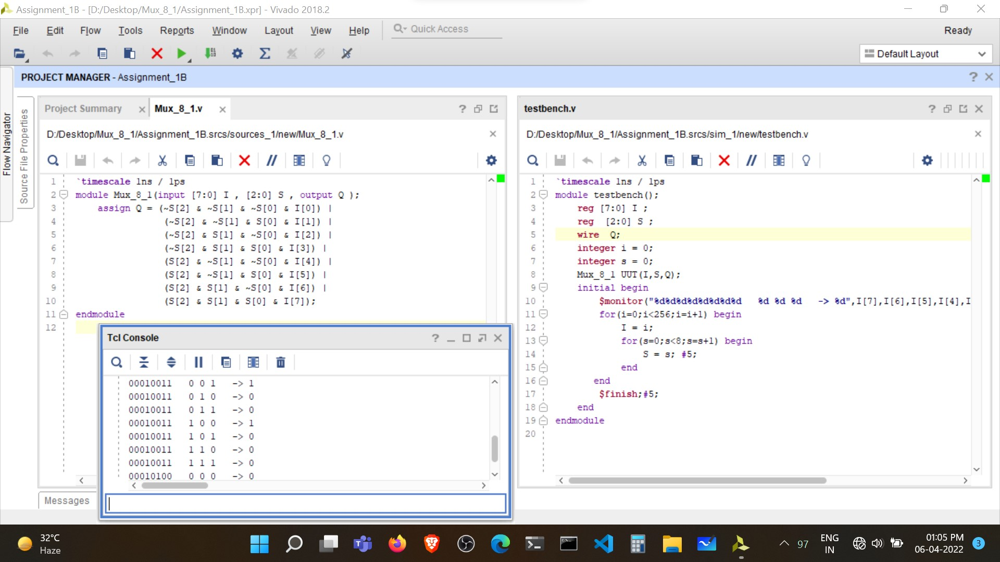 Assignment_1B - [D:/Desktop/Mux_8_1/Assignment_1B.xpr] - Vivado 2018.2
File Edit Flow Tools Reports Window Layout View Help Quick Access Ready
Default Layout
PROJECT MANAGER - Assignment_1B
Flow Navigator
Source File Properties
Project Summary Mux_8_1.v
D:/Desktop/Mux_8_1/Assignment_1B.srcs/sources_1/new/Mux_8_1.v
1 `timescale 1ns / 1ps
2 module Mux_8_1(input [7:0] I , [2:0] S , output Q );
3 assign Q = (~S[2] & ~S[1] & ~S[0] & I[0]) |
4 (~S[2] & ~S[1] & S[0] & I[1]) |
5 (~S[2] & S[1] & ~S[0] & I[2]) |
6 (~S[2] & S[1] & S[0] & I[3]) |
7 (S[2] & ~S[1] & ~S[0] & I[4]) |
8 (S[2] & ~S[1] & S[0] & I[5]) |
9 (S[2] & S[1] & ~S[0] & I[6]) |
10 (S[2] & S[1] & S[0] & I[7]);
11 endmodule
12
Tcl Console
00010011 0 0 1 -> 1
00010011 0 1 0 -> 0
00010011 0 1 1 -> 0
00010011 1 0 0 -> 1
00010011 1 0 1 -> 0
00010011 1 1 0 -> 0
00010011 1 1 1 -> 0
00010100 0 0 0 -> 0
Messages
testbench.v
D:/Desktop/Mux_8_1/Assignment_1B.srcs/sim_1/new/testbench.v
1 `timescale 1ns / 1ps
2 module testbench();
3 reg [7:0] I ;
4 reg [2:0] S ;
5 wire Q;
6 integer i = 0;
7 integer s = 0;
8 Mux_8_1 UUT(I,S,Q);
9 initial begin
10 $monitor("%d%d%d%d%d%d%d%d %d %d %d -> %d",I[7],I[6],I[5],I[4],I
11 for(i=0;i<256;i=i+1) begin
12 I = i;
13 for(s=0;s<8;s=s+1) begin
14 S = s; #5;
15 end
16 end
17 $finish;#5;
18 end
19 endmodule
20
32°C
Haze
97
ENG
IN
01:05 PM
06-04-2022
3